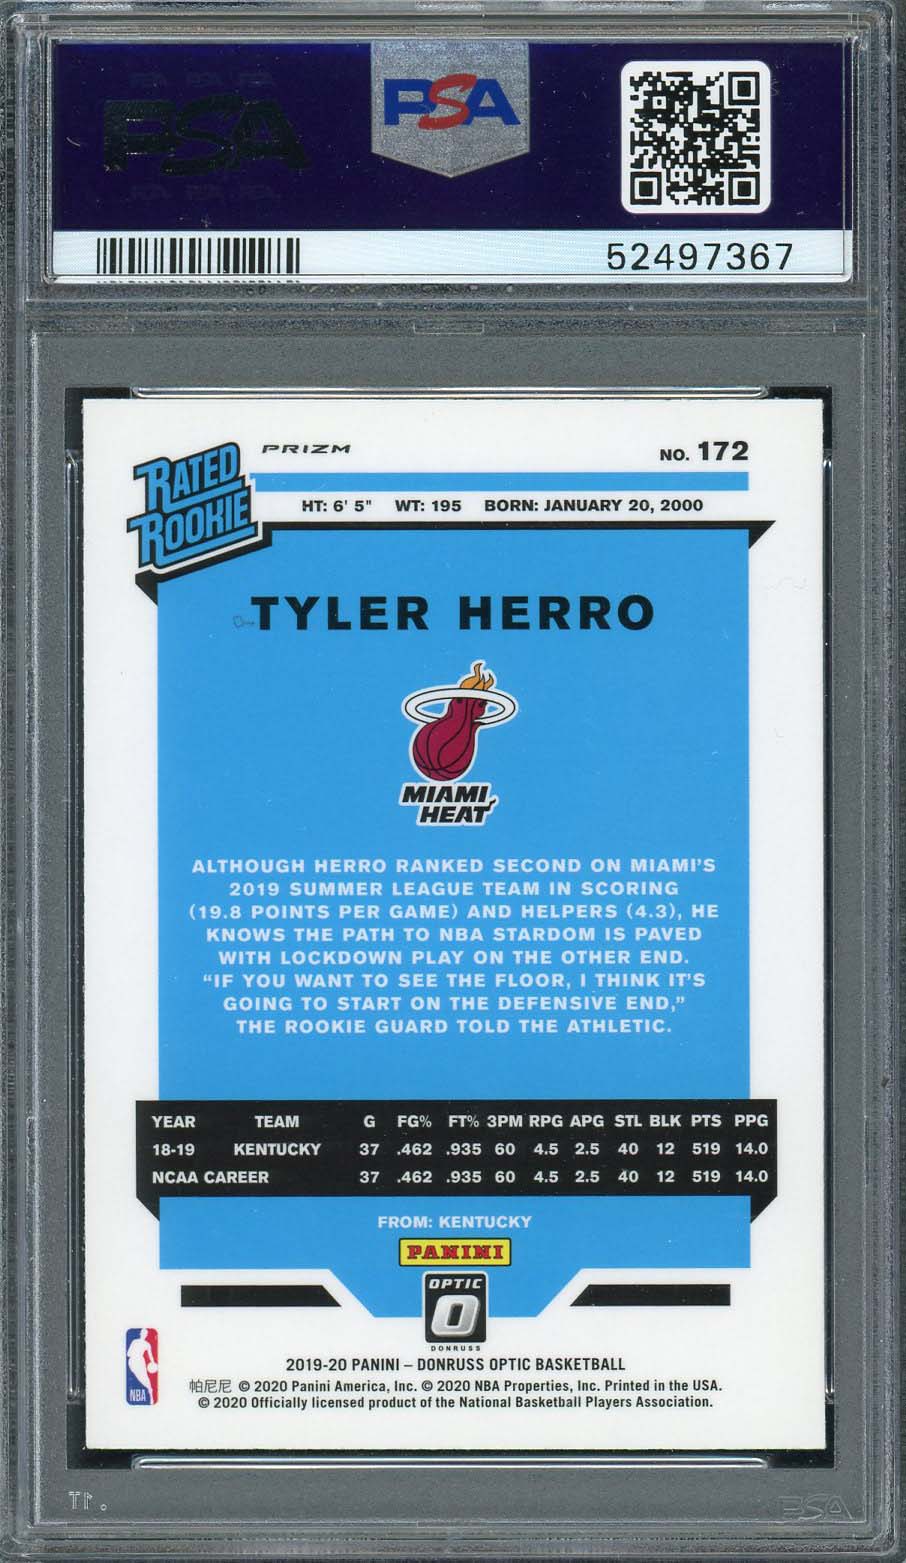 PSA
PSA
52497367
RATED
ROOKIE
PRIZM
NO. 172
HT: 6' 5" WT: 195 BORN: JANUARY 20, 2000
TYLER HERRO
MIAMI
HEAT
ALTHOUGH HERRO RANKED SECOND ON MIAMI'S
2019 SUMMER LEAGUE TEAM IN SCORING
(19.8 POINTS PER GAME) AND HELPERS (4.3), HE
KNOWS THE PATH TO NBA STARDOM IS PAVED
WITH LOCKDOWN PLAY ON THE OTHER END.
“IF YOU WANT TO SEE THE FLOOR, I THINK IT'S
GOING TO START ON THE DEFENSIVE END,”
THE ROOKIE GUARD TOLD THE ATHLETIC.
YEAR TEAM G FG% FT% 3PM RPG APG STL BLK PTS PPG
18-19 KENTUCKY 37 .462 .935 60 4.5 2.5 40 12 519 14.0
NCAA CAREER 37 .462 .935 60 4.5 2.5 40 12 519 14.0
FROM: KENTUCKY
PANINI
OPTIC
O
DONRUSS
NBA
2019-20 PANINI – DONRUSS OPTIC BASKETBALL
帕尼尼 © 2020 Panini America, Inc. © 2020 NBA Properties, Inc. Printed in the USA.
© 2020 Officially licensed product of the National Basketball Players Association.
PSA